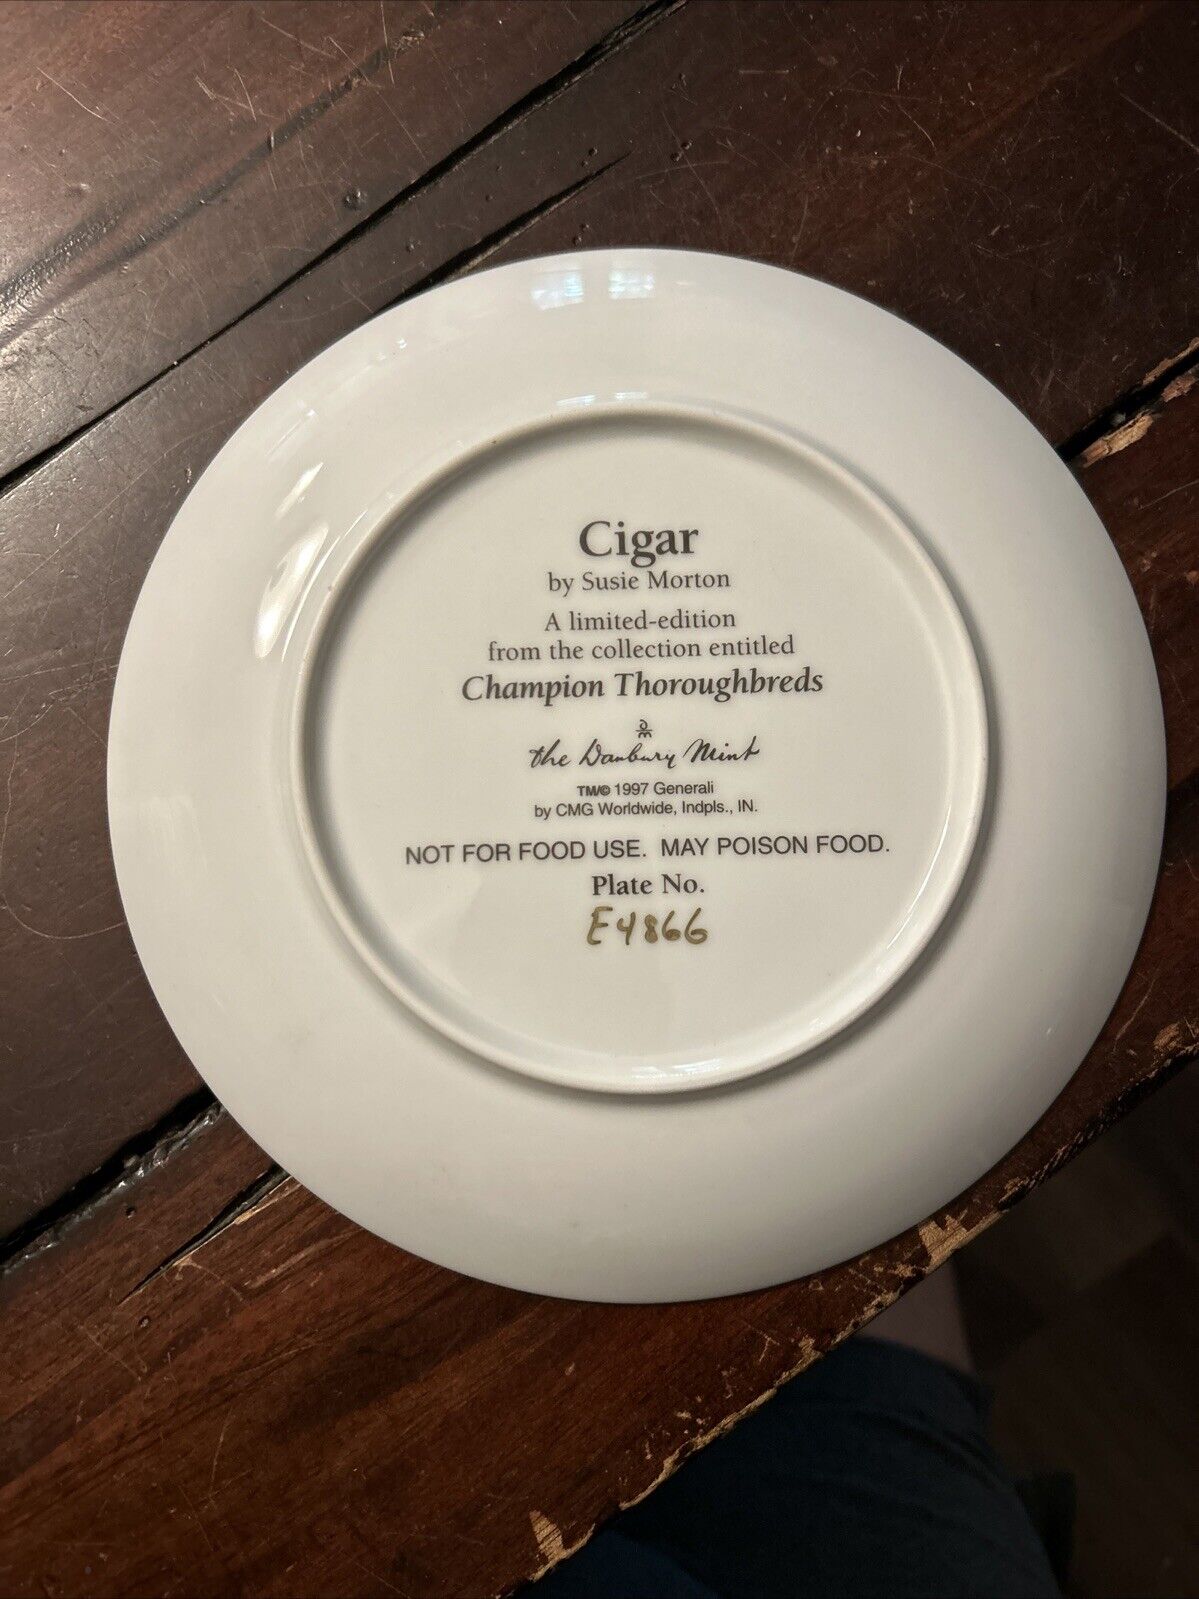 Cigar
by Susie Morton
A limited-edition
from the collection entitled
Champion Thoroughbreds
The Danbury Mint
TM/© 1997 Generali
by CMG Worldwide, Indpls., IN.
NOT FOR FOOD USE. MAY POISON FOOD.
Plate No.
E4866